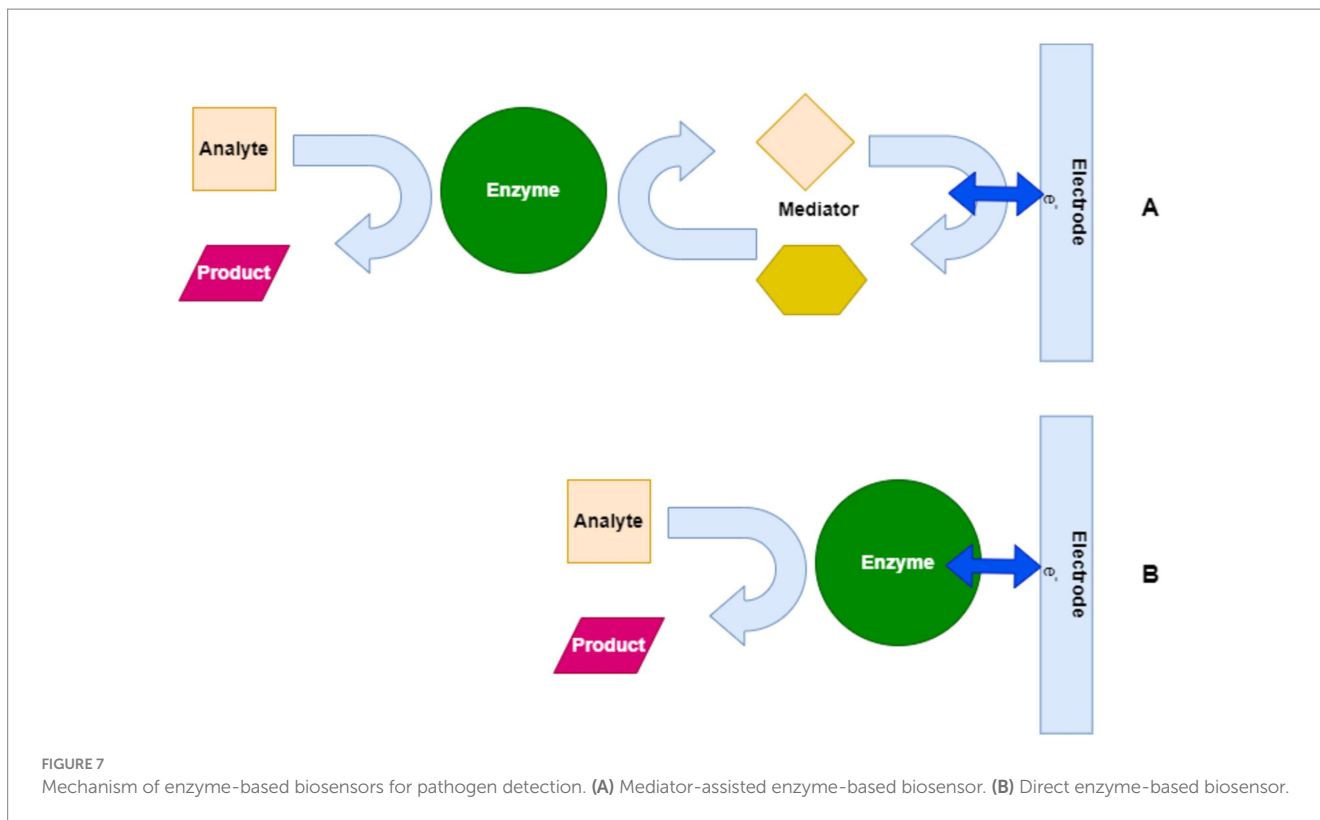 Analyte
Product
Enzyme
Mediator
e-
Electrode
A
Analyte
Product
Enzyme
e-
Electrode
B
FIGURE 7
Mechanism of enzyme-based biosensors for pathogen detection. (A) Mediator-assisted enzyme-based biosensor. (B) Direct enzyme-based biosensor.